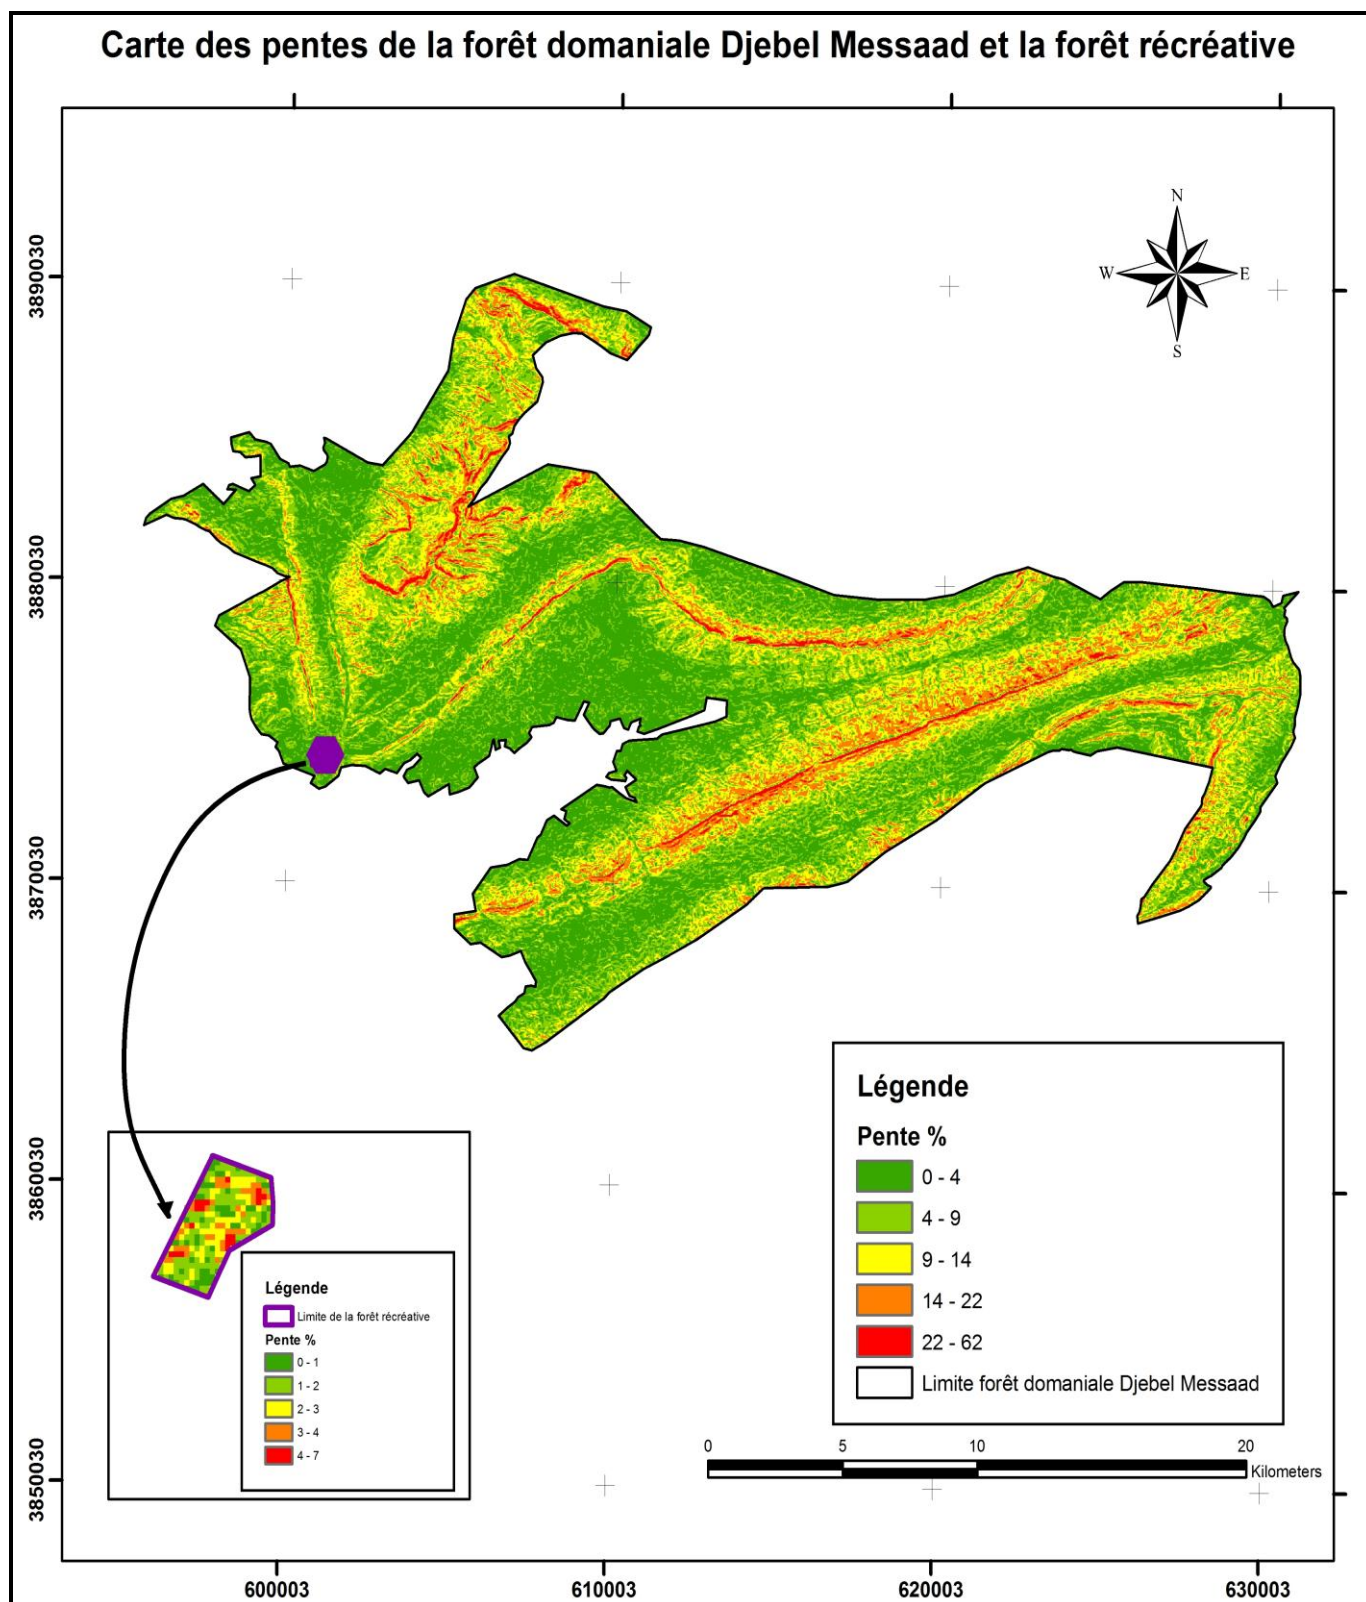 Carte des pentes de la forêt domaniale Djebel Messaad et la forêt récréative
N
W E
S
3890030
3880030
3870030
3860030
3850030
Légende
Pente %
0 - 4
4 - 9
9 - 14
14 - 22
22 - 62
Limite forêt domaniale Djebel Messaad
Légende
Limite de la forêt récréative
Pente %
0 - 1
1 - 2
2 - 3
3 - 4
4 - 7
0 5 10 20
Kilometers
600003 610003 620003 630003